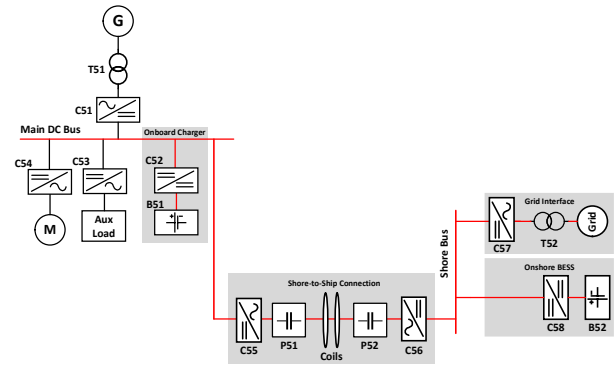 G
T51
C51
Main DC Bus
Onboard Charger
C54
C53
C52
B51
M
Aux
Load
Shore-to-Ship Connection
C55
P51
Coils
P52
C56
Shore Bus
Grid Interface
C57
T52
Grid
Onshore BESS
C58
B52